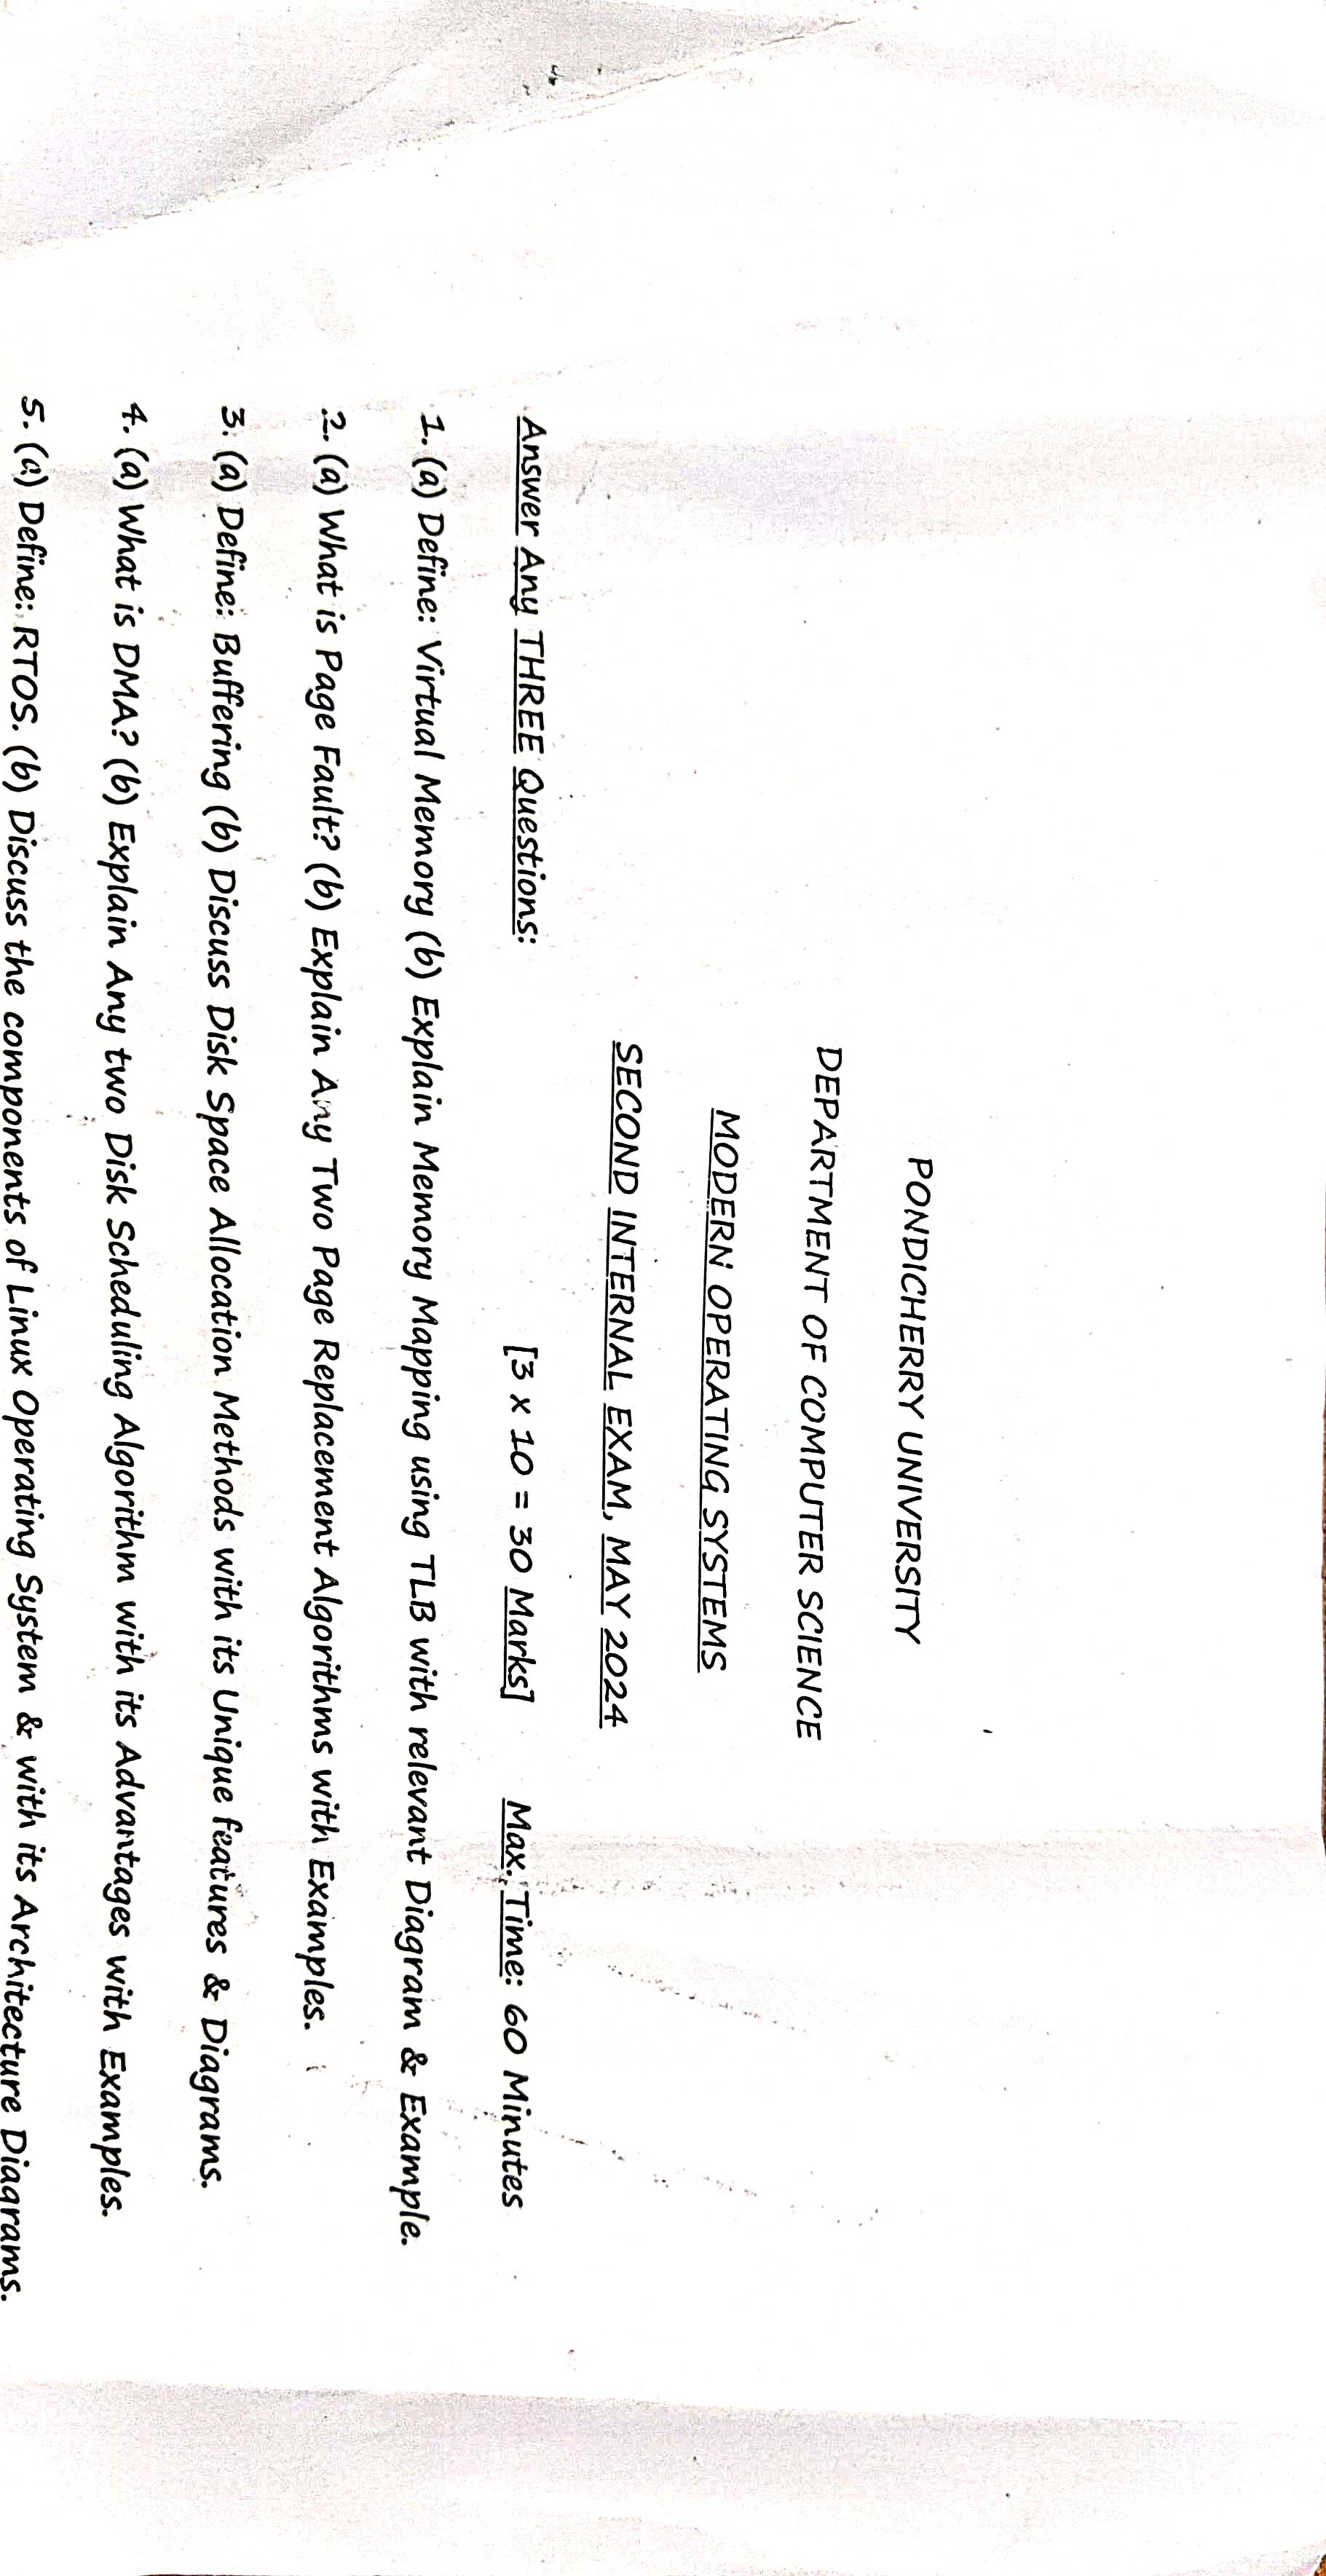 PONDICHERRY UNIVERSITY
DEPARTMENT OF COMPUTER SCIENCE
MODERN OPERATING SYSTEMS
SECOND INTERNAL EXAM, MAY 2024
Answer Any THREE Questions: [3 x 10 = 30 Marks] Max. Time: 60 Minutes
1. (a) Define: Virtual Memory (b) Explain Memory Mapping using TLB with relevant Diagram & Example.
2. (a) What is Page Fault? (b) Explain Any Two Page Replacement Algorithms with Examples.
3. (a) Define: Buffering (b) Discuss Disk Space Allocation Methods with its Unique features & Diagrams.
4. (a) What is DMA? (b) Explain Any two Disk Scheduling Algorithm with its Advantages with Examples.
5. (a) Define: RTOS. (b) Discuss the components of Linux Operating System & with its Architecture Diagrams.